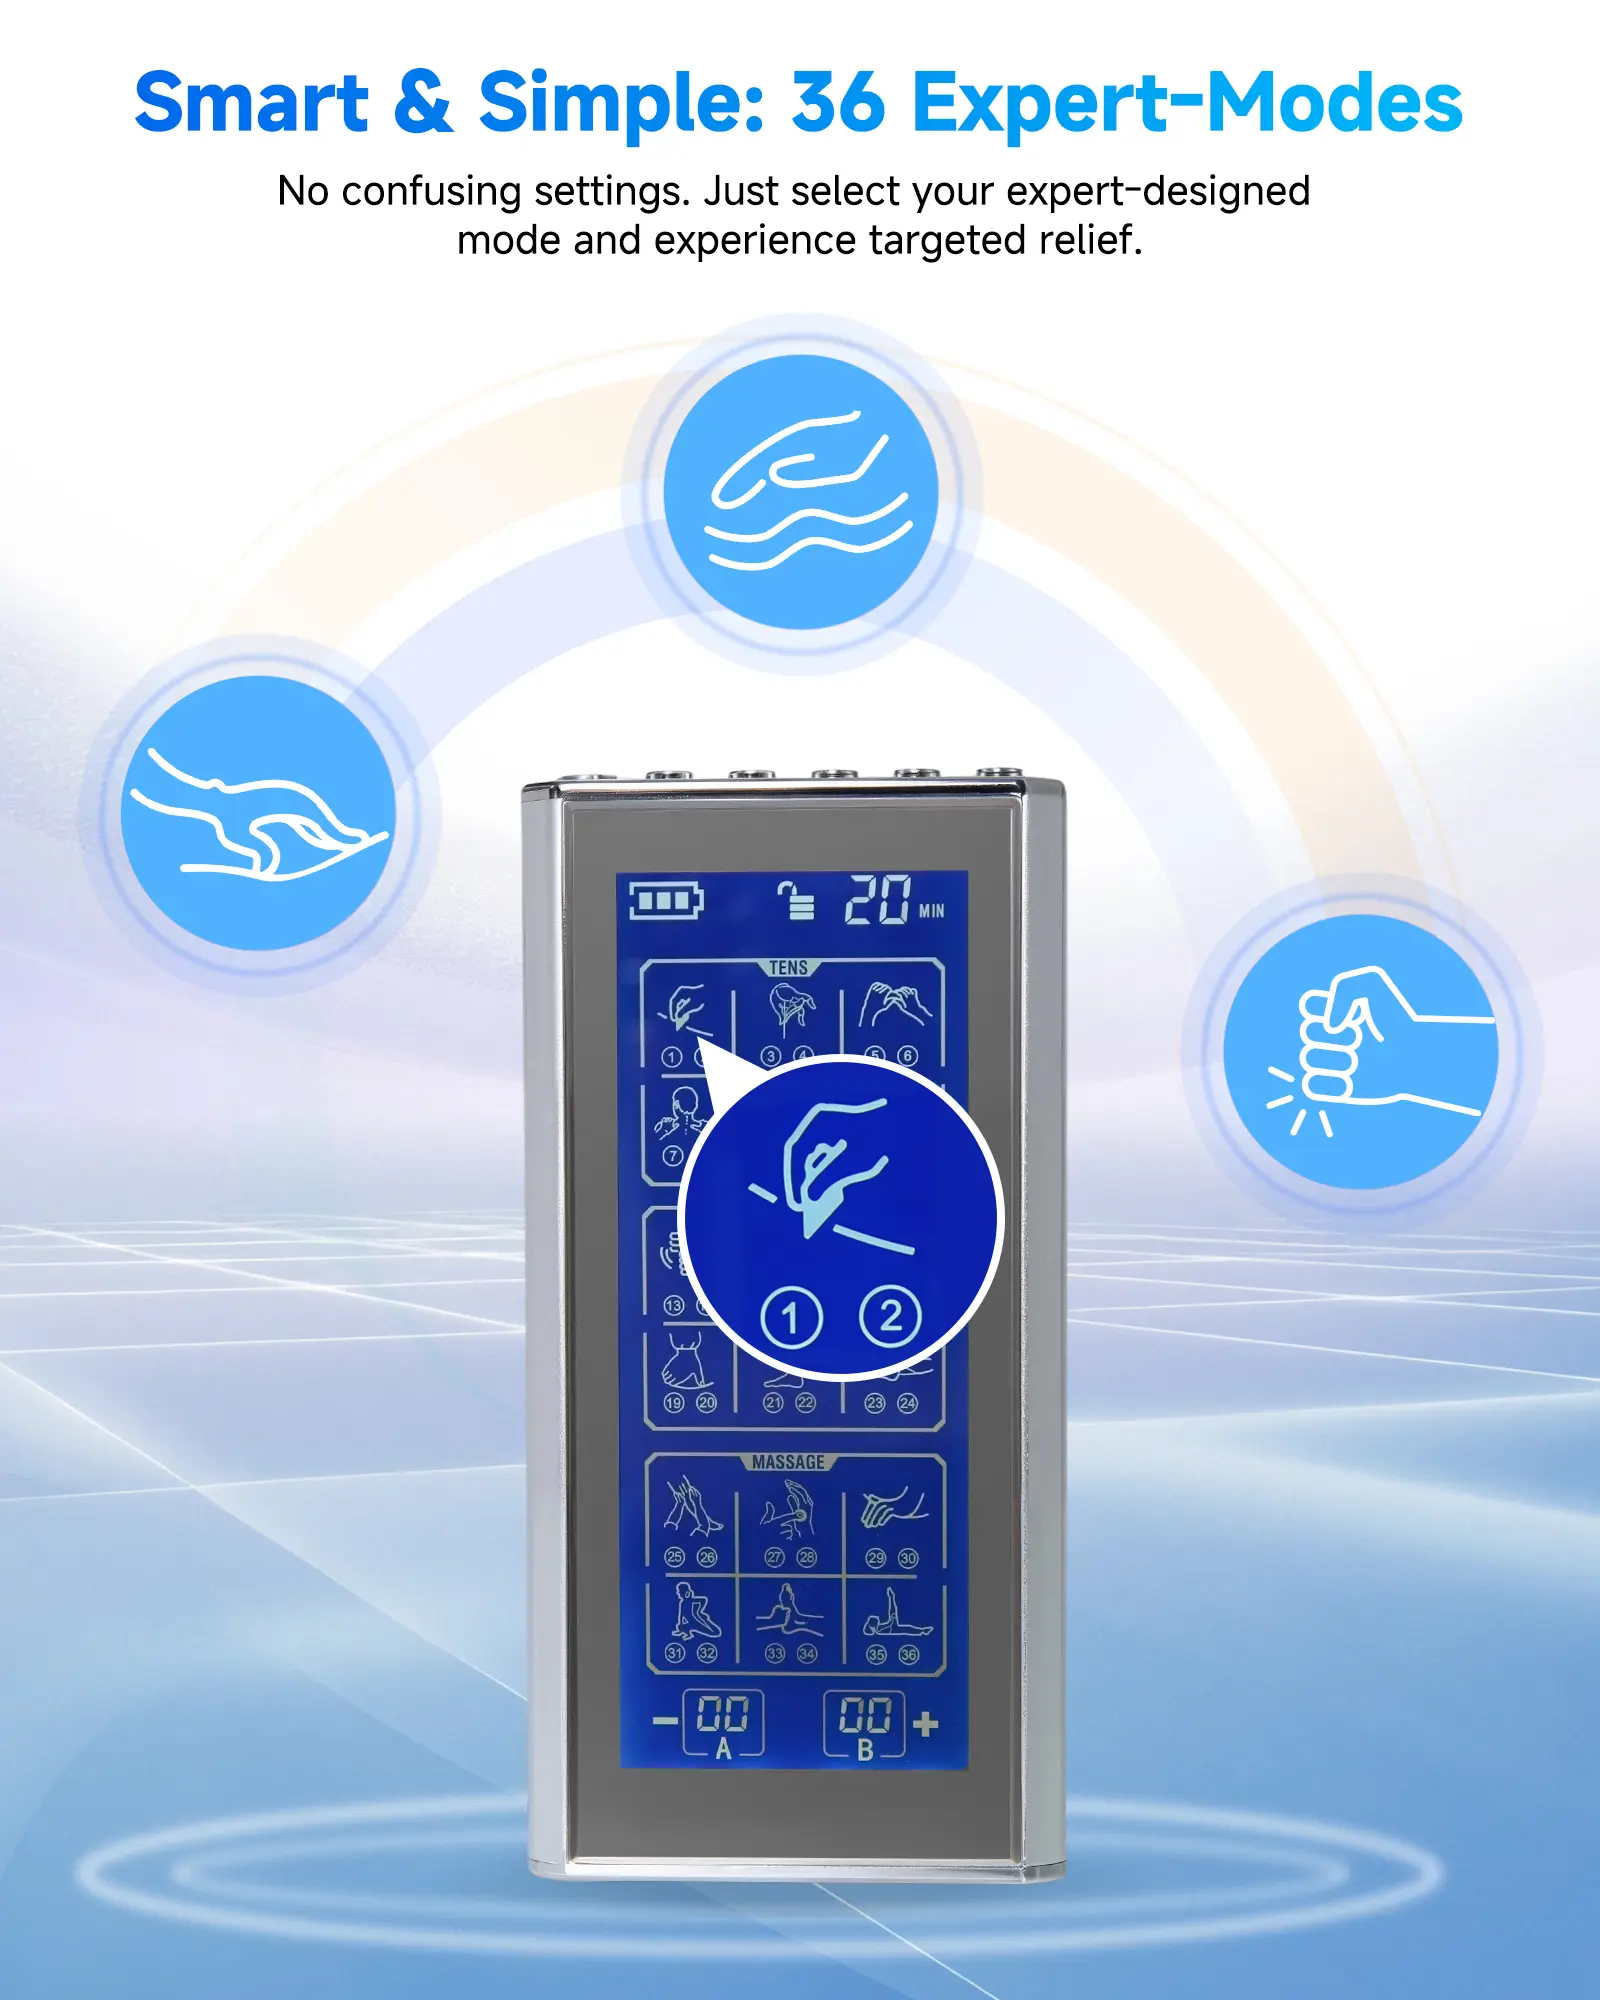 Smart & Simple: 36 Expert-Modes
No confusing settings. Just select your expert-designed
mode and experience targeted relief.
20 MIN
TENS
1 3 4 5 6
7
1 2
13
19 20 21 22 23 24
MASSAGE
25 26 27 28 29 30
31 32 33 34 35 36
- 00 00 +
A B